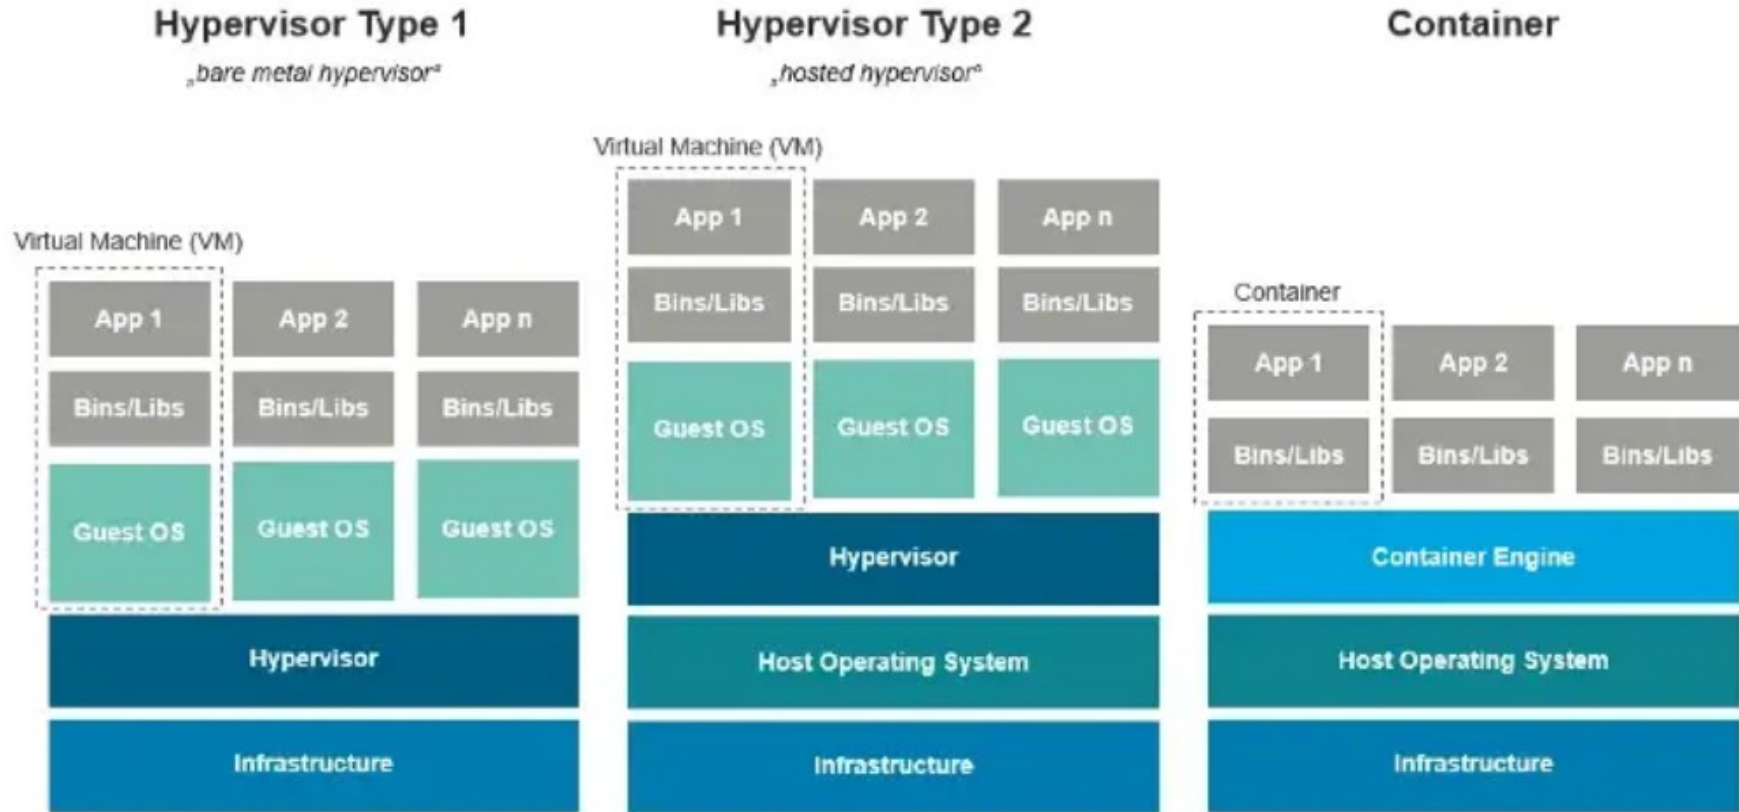 Hypervisor Type 1
„bare metal hypervisor“
Virtual Machine (VM)
App 1
App 2
App n
Bins/Libs
Bins/Libs
Bins/Libs
Guest OS
Guest OS
Guest OS
Hypervisor
Infrastructure
Hypervisor Type 2
„hosted hypervisor“
Virtual Machine (VM)
App 1
App 2
App n
Bins/Libs
Bins/Libs
Bins/Libs
Guest OS
Guest OS
Guest OS
Hypervisor
Host Operating System
Infrastructure
Container
Container
App 1
App 2
App n
Bins/Libs
Bins/Libs
Bins/Libs
Container Engine
Host Operating System
Infrastructure